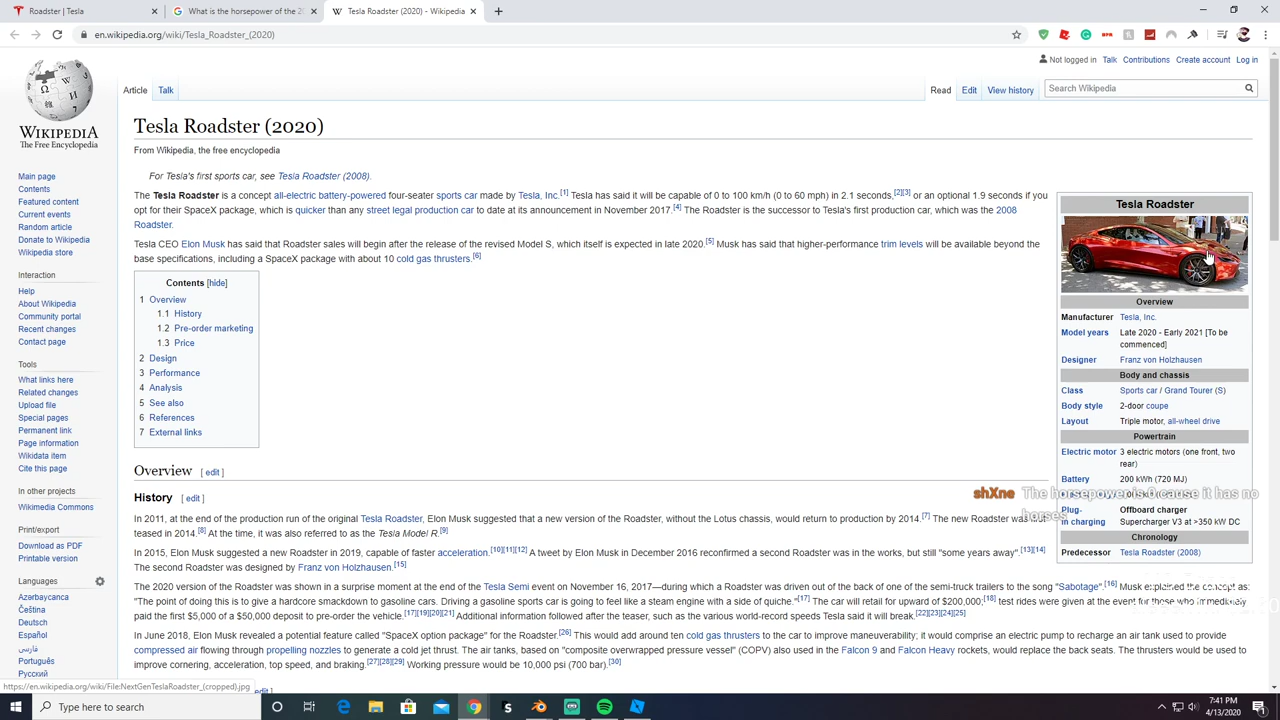 Roadster | Tesla
What is the horsepower of the 20
Tesla Roadster (2020) - Wikipedia
en.wikipedia.org/wiki/Tesla_Roadster_(2020)
Not logged in Talk Contributions Create account Log in
Article Talk Read Edit View history Search Wikipedia
WIKIPEDIA
The Free Encyclopedia
Main page
Contents
Featured content
Current events
Random article
Donate to Wikipedia
Wikipedia store
Interaction
Help
About Wikipedia
Community portal
Recent changes
Contact page
Tools
What links here
Related changes
Upload file
Special pages
Permanent link
Page information
Wikidata item
Cite this page
In other projects
Wikimedia Commons
Print/export
Download as PDF
Printable version
Languages
Azərbaycanca
Čeština
Deutsch
Español
فارسی
Português
Русский
Tesla Roadster (2020)
From Wikipedia, the free encyclopedia
For Tesla's first sports car, see Tesla Roadster (2008).
The Tesla Roadster is a concept all-electric battery-powered four-seater sports car made by Tesla, Inc.[1] Tesla has said it will be capable of 0 to 100 km/h (0 to 60 mph) in 2.1 seconds,[2][3] or an optional 1.9 seconds if you
opt for their SpaceX package, which is quicker than any street legal production car to date at its announcement in November 2017.[4] The Roadster is the successor to Tesla's first production car, which was the 2008
Roadster.
Tesla CEO Elon Musk has said that Roadster sales will begin after the release of the revised Model S, which itself is expected in late 2020.[5] Musk has said that higher-performance trim levels will be available beyond the
base specifications, including a SpaceX package with about 10 cold gas thrusters.[6]
Contents [hide]
1 Overview
1.1 History
1.2 Pre-order marketing
1.3 Price
2 Design
3 Performance
4 Analysis
5 See also
6 References
7 External links
Tesla Roadster
Overview
Manufacturer Tesla, Inc.
Model years Late 2020 - Early 2021 [To be
commenced]
Designer Franz von Holzhausen
Body and chassis
Class Sports car / Grand Tourer (S)
Body style 2-door coupe
Layout Triple motor, all-wheel drive
Powertrain
Electric motor 3 electric motors (one front, two
rear)
Battery 200 kWh (720 MJ)
Plug-
in charging
Offboard charger
Supercharger V3 at >350 kW DC
Chronology
Predecessor Tesla Roadster (2008)
shXne The horsepower is 0 cause it has no
horses
Overview [ edit ]
History [ edit ]
In 2011, at the end of the production run of the original Tesla Roadster, Elon Musk suggested that a new version of the Roadster, without the Lotus chassis, would return to production by 2014.[7] The new Roadster was
teased in 2014.[8] At the time, it was also referred to as the Tesla Model R.[9]
In 2015, Elon Musk suggested a new Roadster in 2019, capable of faster acceleration.[10][11][12] A tweet by Elon Musk in December 2016 reconfirmed a second Roadster was in the works, but still "some years away".[13][14]
The second Roadster was designed by Franz von Holzhausen.[15]
The 2020 version of the Roadster was shown in a surprise moment at the end of the Tesla Semi event on November 16, 2017—during which a Roadster was driven out of the back of one of the semi-truck trailers to the song "Sabotage".[16] Musk explained the concept as:
"The point of doing this is to give a hardcore smackdown to gasoline cars. Driving a gasoline sports car is going to feel like a steam engine with a side of quiche."[17] The car will retail for upward of $200,000;[18] test rides were given at the event for those who immediately
paid the first $5,000 of a $50,000 deposit to pre-order the vehicle.[17][19][20][21] Additional information followed after the teaser, such as the various world-record speeds Tesla said it will break.[22][23][24][25]
In June 2018, Elon Musk revealed a potential feature called "SpaceX option package" for the Roadster.[26] This would add around ten cold gas thrusters to the car to improve maneuverability; it would comprise an electric pump to recharge an air tank used to provide
compressed air flowing through propelling nozzles to generate a cold jet thrust. The air tanks, based on "composite overwrapped pressure vessel" (COPV) also used in the Falcon 9 and Falcon Heavy rockets, would replace the back seats. The thrusters would be used to
improve cornering, acceleration, top speed, and braking.[27][28][29] Working pressure would be 10,000 psi (700 bar).[30]
https://en.wikipedia.org/wiki/File:NextGenTeslaRoadster_(cropped).jpg
edit ]
Type here to search
7:41 PM
4/13/2020